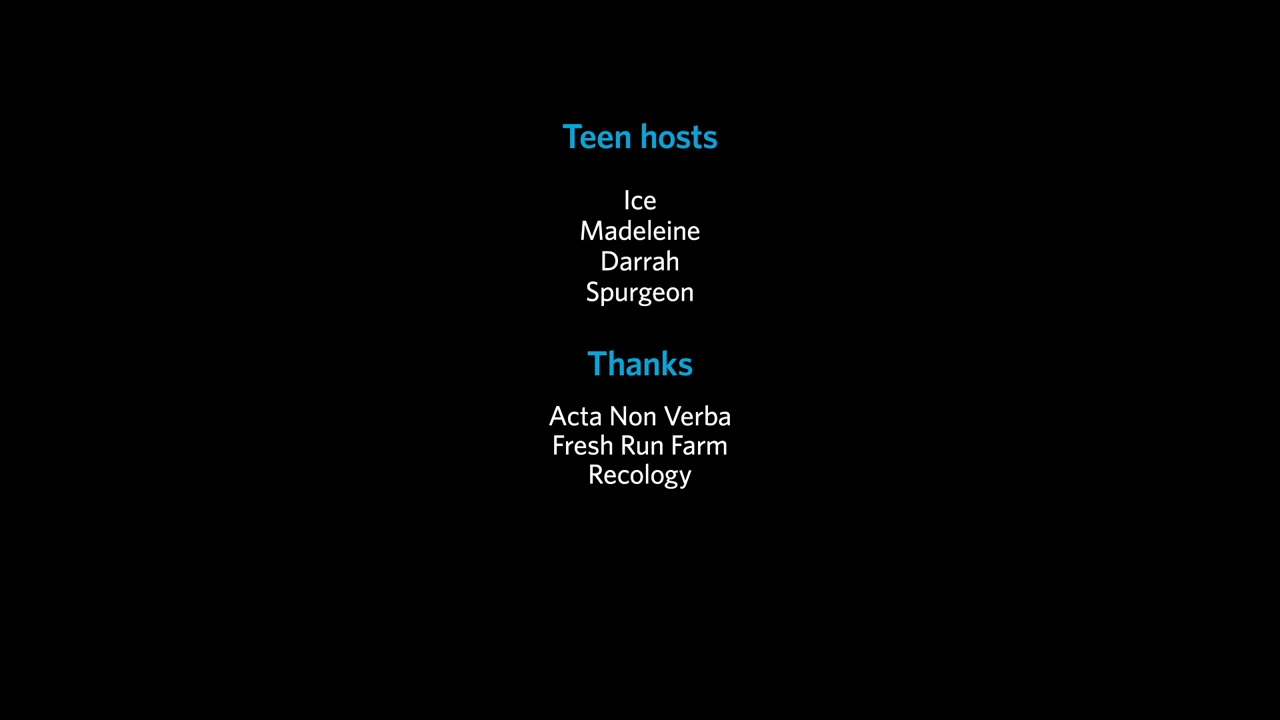 Teen hosts
Ice
Madeleine
Darrah
Spurgeon
Thanks
Acta Non Verba
Fresh Run Farm
Recology